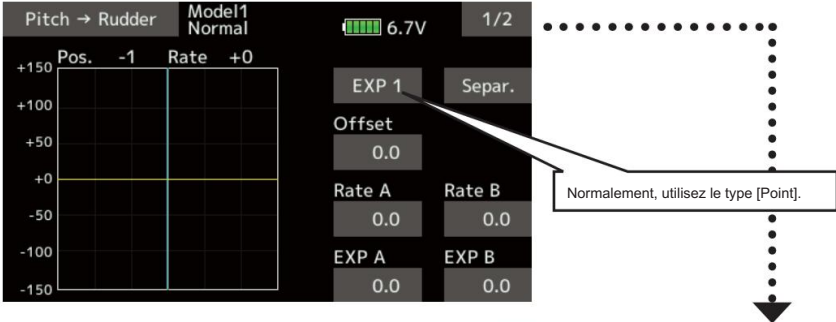 Pitch → Rudder Model1 Normal 6.7V 1/2
Pos. -1 Rate +0
+150
+100
+50
+0
-50
-100
-150
EXP 1 Separ.
Offset
0.0
Rate A Rate B
0.0 0.0
EXP A EXP B
0.0 0.0
Normalement, utilisez le type [Point].